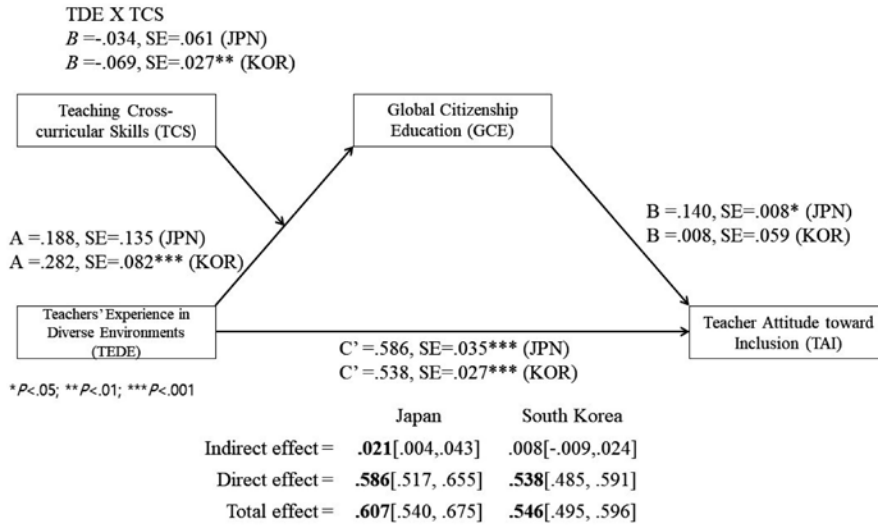 TDE X TCS
B =-.034, SE=.061 (JPN)
B =-.069, SE=.027** (KOR)
Teaching Cross-
curricular Skills (TCS)
Global Citizenship
Education (GCE)
A =.188, SE=.135 (JPN)
A =.282, SE=.082*** (KOR)
B =.140, SE=.008* (JPN)
B =.008, SE=.059 (KOR)
Teachers' Experience in
Diverse Environments
(TEDE)
Teacher Attitude toward
Inclusion (TAI)
C' =.586, SE=.035*** (JPN)
C' =.538, SE=.027*** (KOR)
*P<.05; **P<.01; ***P<.001
Japan South Korea
Indirect effect = .021[.004,.043] .008[-.009,.024]
Direct effect = .586[.517, .655] .538[.485, .591]
Total effect = .607[.540, .675] .546[.495, .596]